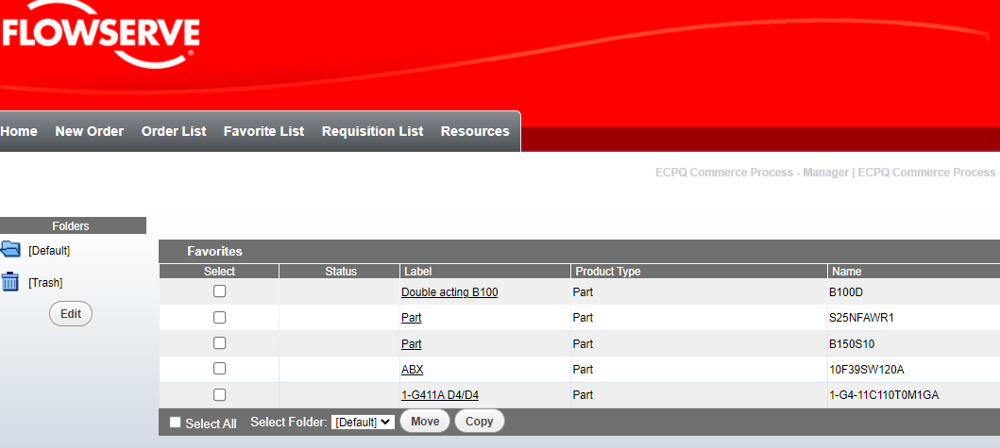 FLOWSERVE
Home New Order Order List Favorite List Requisition List Resources
ECPQ Commerce Process - Manager | ECPQ Commerce Process
Folders
[Default]
[Trash]
Edit
Favorites
Select Status Label Product Type Name
Double acting B100 Part B100D
Part Part S25NFAWR1
Part Part B150S10
ABX Part 10F39SW120A
1-G411A D4/D4 Part 1-G4-11C110T0M1GA
Select All Select Folder: [Default] Move Copy